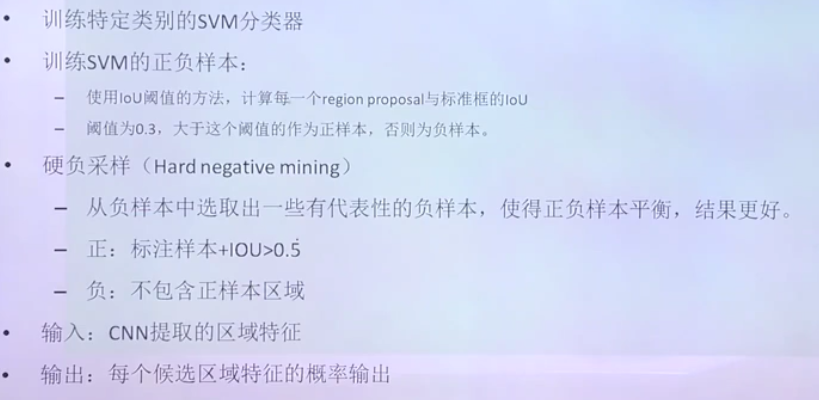 • 训练特定类别的SVM分类器
• 训练SVM的正负样本：
– 使用IoU阈值的方法，计算每一个region proposal与标准框的IoU
– 阈值为0.3，大于这个阈值的作为正样本，否则为负样本。
• 硬负采样（Hard negative mining）
– 从负样本中选取出一些有代表性的负样本，使得正负样本平衡，结果更好。
– 正：标注样本+IOU>0.5
– 负：不包含正样本区域
• 输入：CNN提取的区域特征
• 输出：每个候选区域特征的概率输出